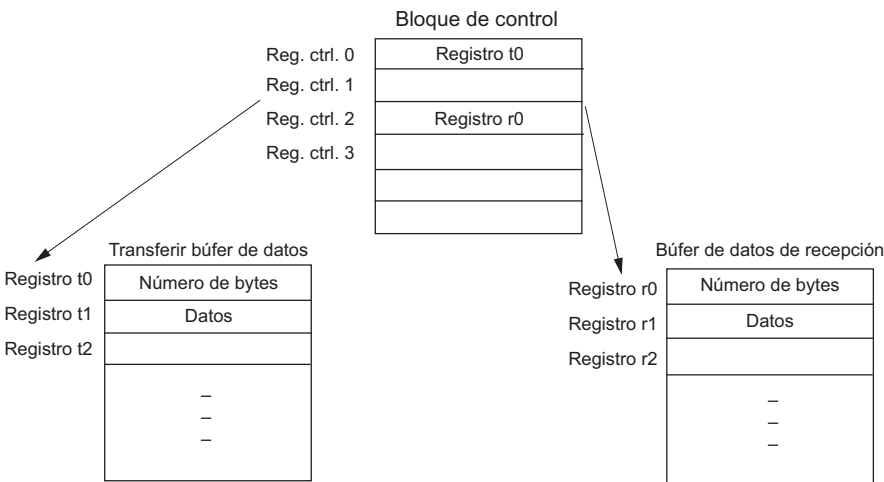 Bloque de control
Reg. ctrl. 0
Registro t0
Reg. ctrl. 1
Reg. ctrl. 2
Registro r0
Reg. ctrl. 3
Transferir búfer de datos
Registro t0
Número de bytes
Registro t1
Datos
Registro t2
–
–
–
Búfer de datos de recepción
Registro r0
Número de bytes
Registro r1
Datos
Registro r2
–
–
–